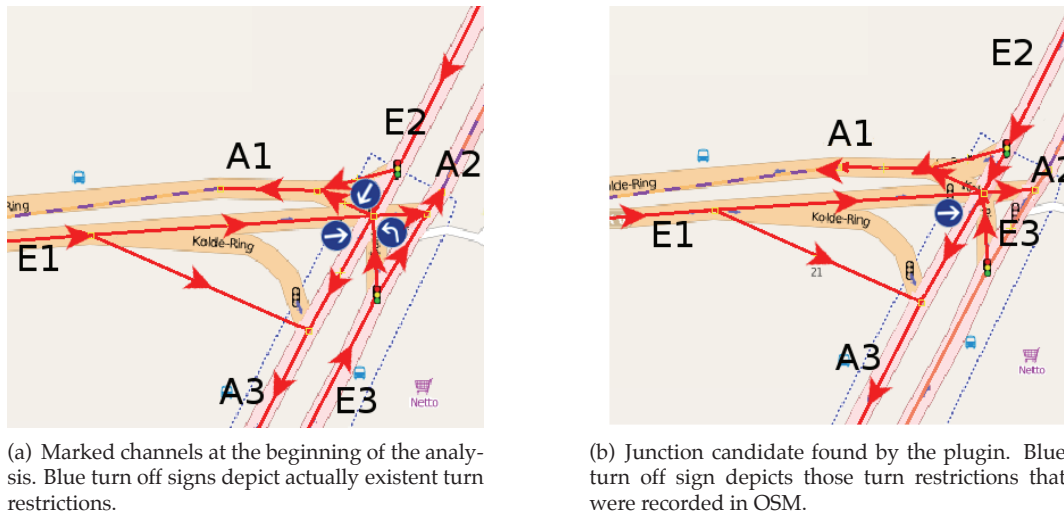 E2
A1
A2
Ring
Kolde-Ring
E1
A3
E3
Netto
(a) Marked channels at the beginning of the analy-
sis. Blue turn off signs depict actually existent turn
restrictions.
E2
A1
A2
olde-Ring
Kolde-Ring
E1
E3
21
A3
Netto
(b) Junction candidate found by the plugin. Blue
turn off sign depicts those turn restrictions that
were recorded in OSM.